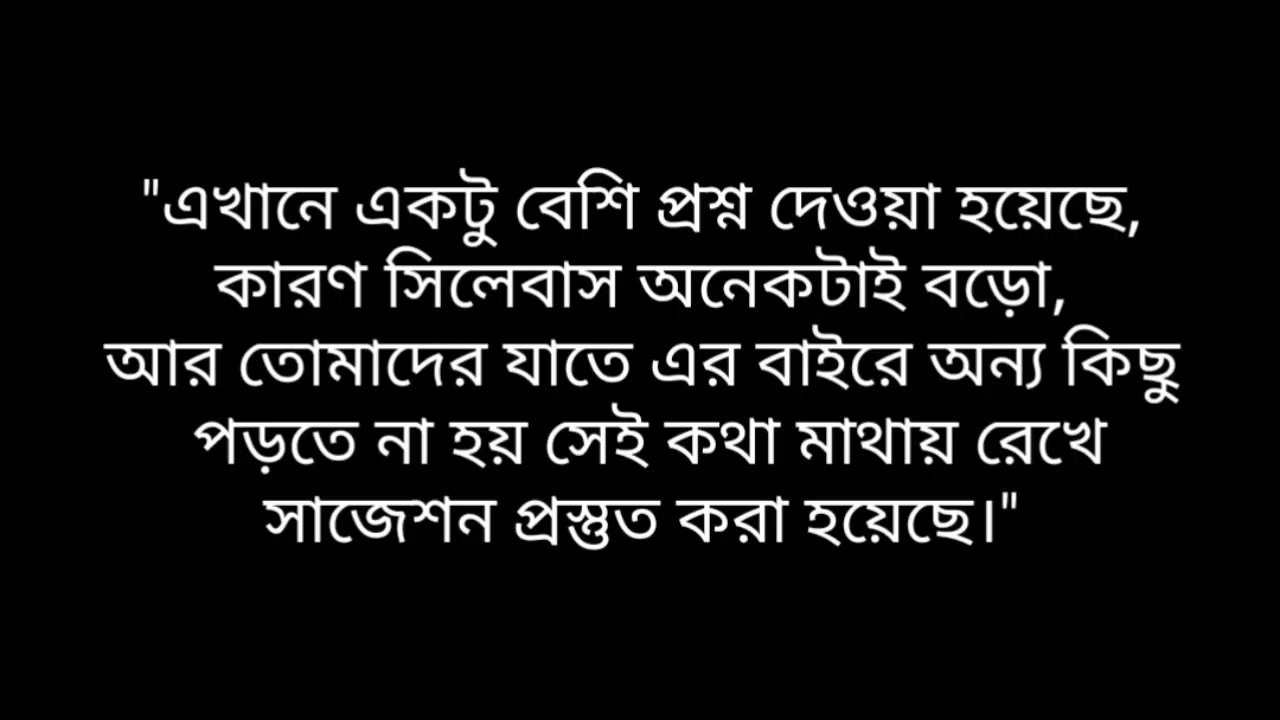 "এখানে একটু বেশি প্রশ্ন দেওয়া হয়েছে,
কারণ সিলেবাস অনেকটাই বড়ো,
আর তোমাদের যাতে এর বাইরে অন্য কিছু
পড়তে না হয় সেই কথা মাথায় রেখে
সাজেশন প্রস্তুত করা হয়েছে।"